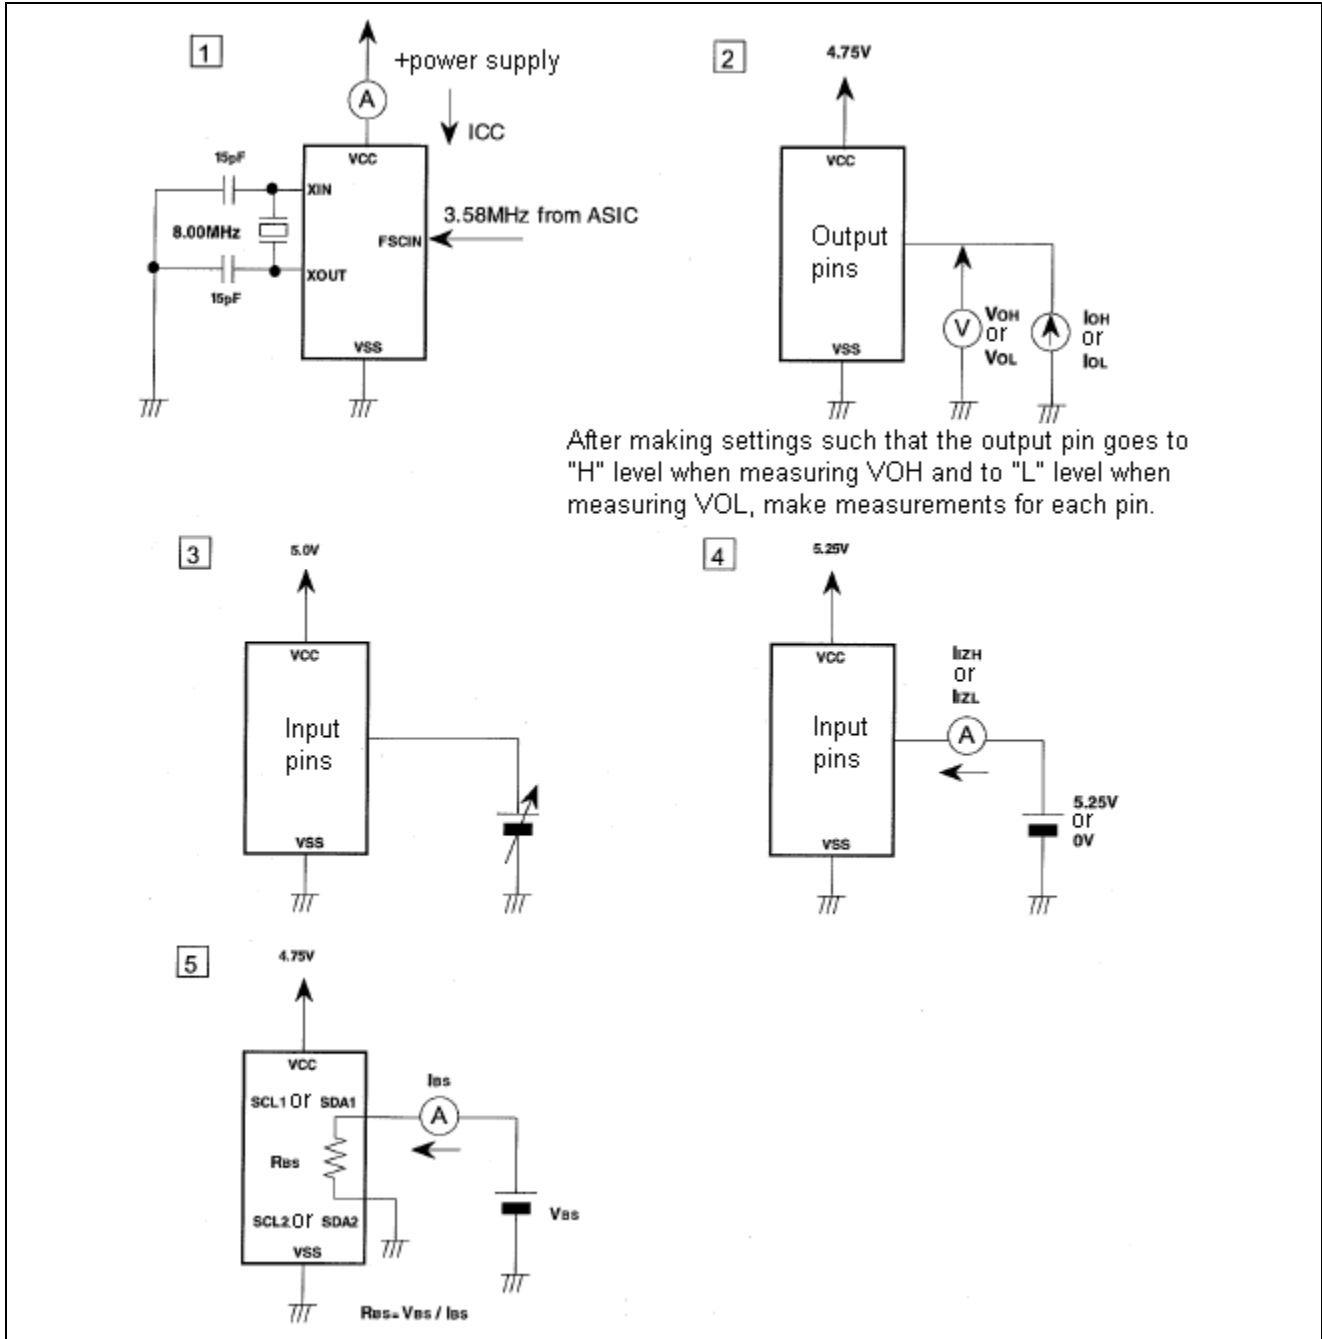 1
+power supply
A
ICC
VCC
15pF
XIN
8.00MHz
3.58MHz from ASIC
FSCIN
XOUT
15pF
VSS
2
4.75V
VCC
Output
pins
V
VOH
or
VOL
IOH
or
IOL
VSS
After making settings such that the output pin goes to
"H" level when measuring VOH and to "L" level when
measuring VOL, make measurements for each pin.
3
5.0V
VCC
Input
pins
VSS
4
5.25V
VCC
IIZH
or
IIZL
Input
pins
A
5.25V
or
0V
VSS
5
4.75V
VCC
IBS
SCL1 or SDA1
A
RBS
SCL2 or SDA2
VBS
VSS
RBS=VBS / IBS